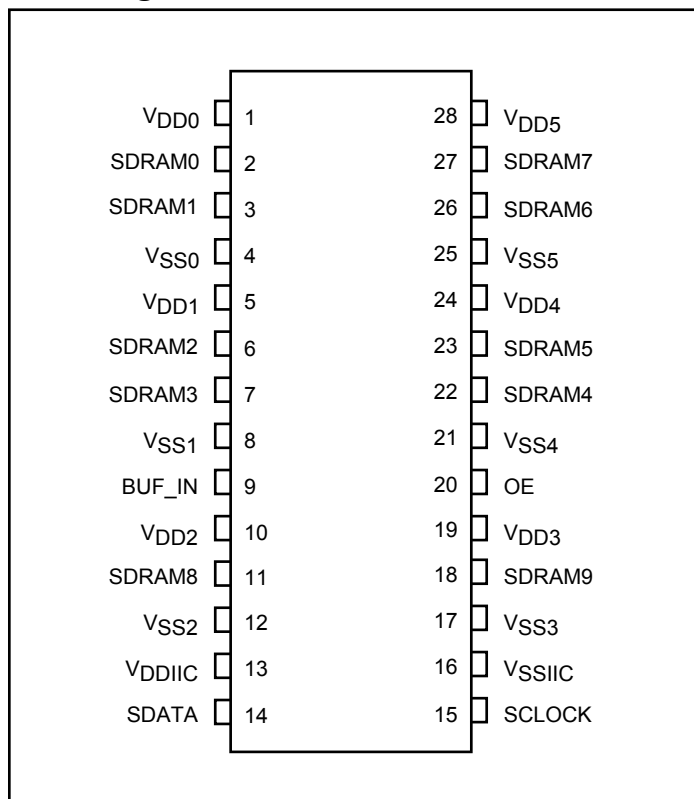 VDD0 1 28 VDD5
SDRAM0 2 27 SDRAM7
SDRAM1 3 26 SDRAM6
VSS0 4 25 VSS5
VDD1 5 24 VDD4
SDRAM2 6 23 SDRAM5
SDRAM3 7 22 SDRAM4
VSS1 8 21 VSS4
BUF_IN 9 20 OE
VDD2 10 19 VDD3
SDRAM8 11 18 SDRAM9
VSS2 12 17 VSS3
VDDIIC 13 16 VSSIIC
SDATA 14 15 SCLOCK